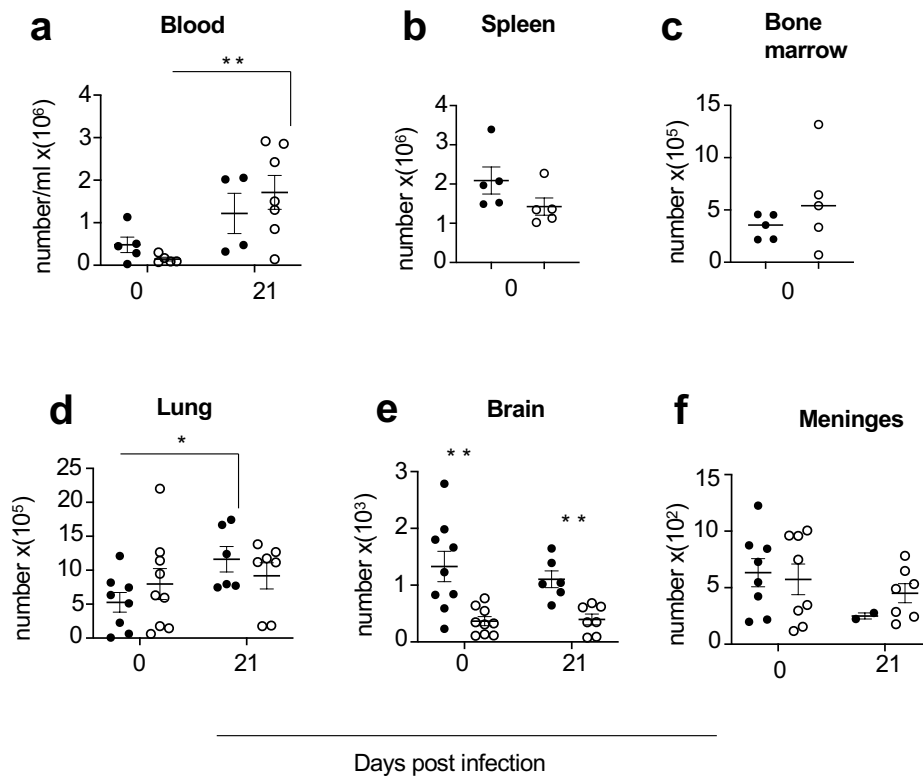 a Blood
* *
number/ml x(10⁶)
4
3
2
1
0
0 21
b Spleen
number x(10⁶)
4
3
2
1
0
0
c Bone
marrow
number x(10⁵)
15
10
5
0
0
d Lung
*
number x(10⁵)
25
20
15
10
5
0
0 21
e Brain
* *
* *
number x(10³)
3
2
1
0
0 21
f Meninges
number x(10²)
15
10
5
0
0 21
Days post infection